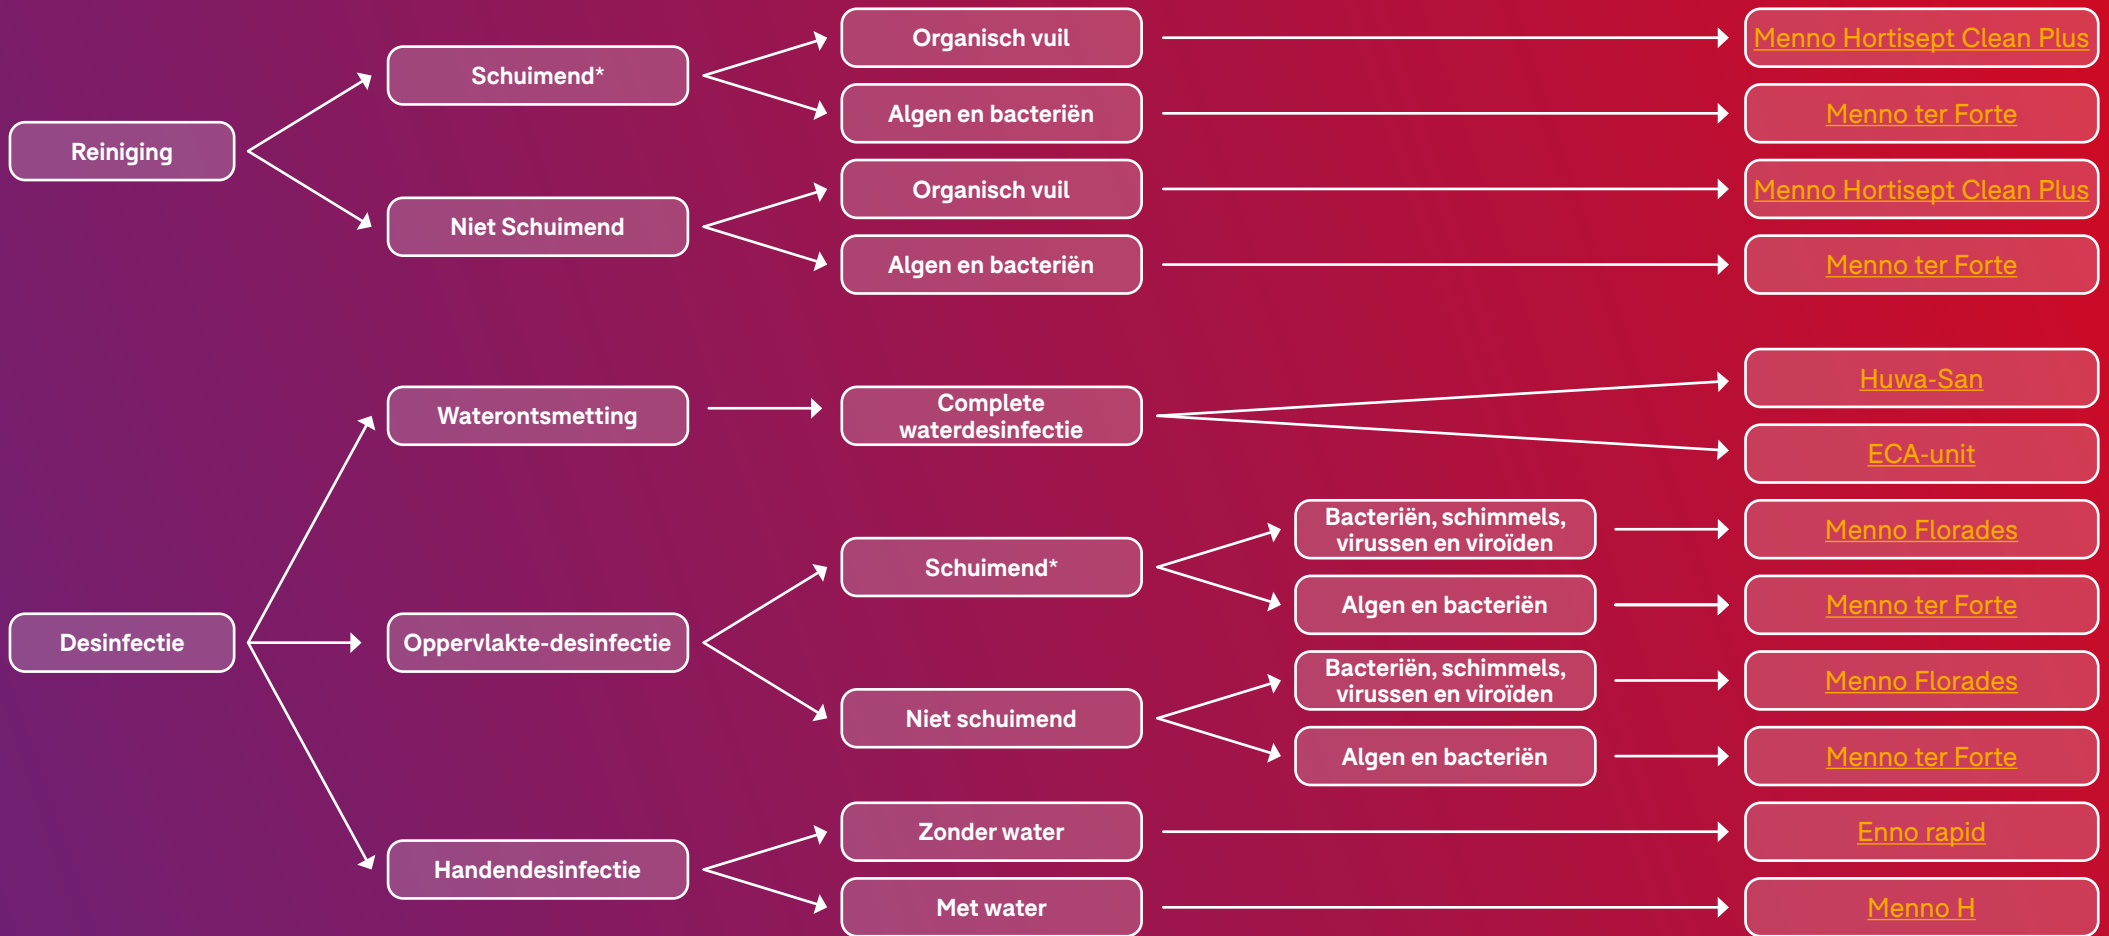 Organisch vuil
Menno Hortisept Clean Plus
Schuimend*
Algen en bacteriën
Menno ter Forte
Reiniging
Organisch vuil
Menno Hortisept Clean Plus
Niet Schuimend
Algen en bacteriën
Menno ter Forte
Huwa-San
Waterontsmetting
Complete
waterdesinfectie
ECA-unit
Bacteriën, schimmels,
virussen en viroïden
Menno Florades
Schuimend*
Algen en bacteriën
Menno ter Forte
Desinfectie
Oppervlakte-desinfectie
Bacteriën, schimmels,
virussen en viroïden
Menno Florades
Niet schuimend
Algen en bacteriën
Menno ter Forte
Zonder water
Enno rapid
Handendesinfectie
Met water
Menno H